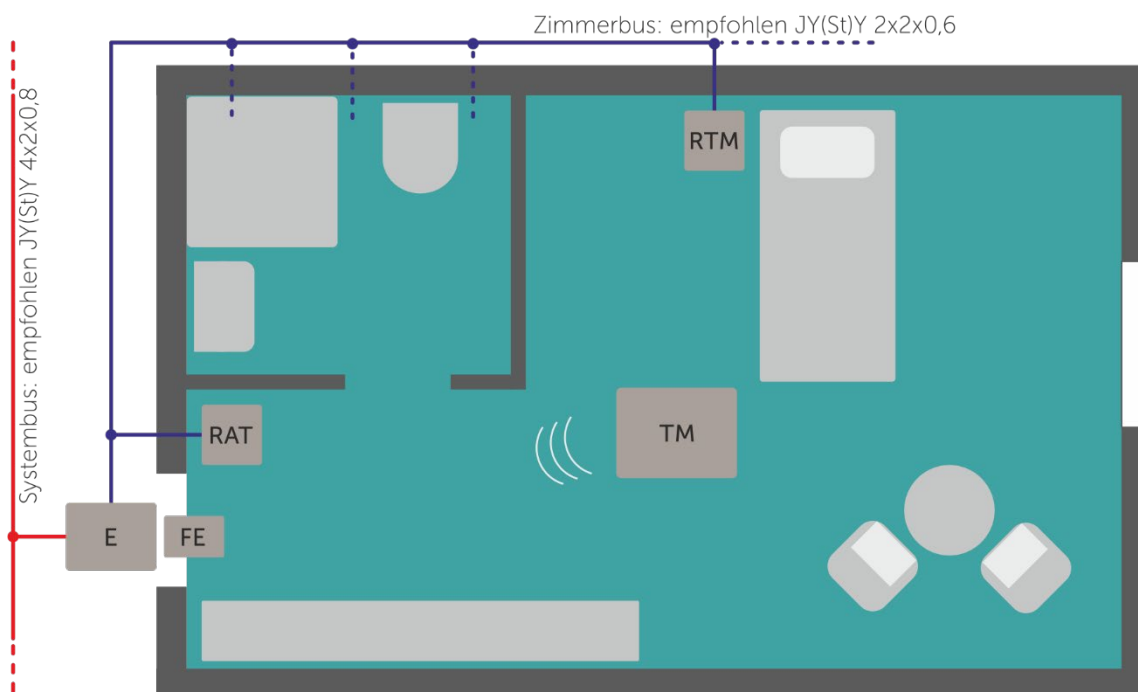 Zimmerbus: empfohlen JY(St)Y 2x2x0,6
Systembus: empfohlen JY(St)Y 4x2x0,8
RTM
RAT
TM
E
FE